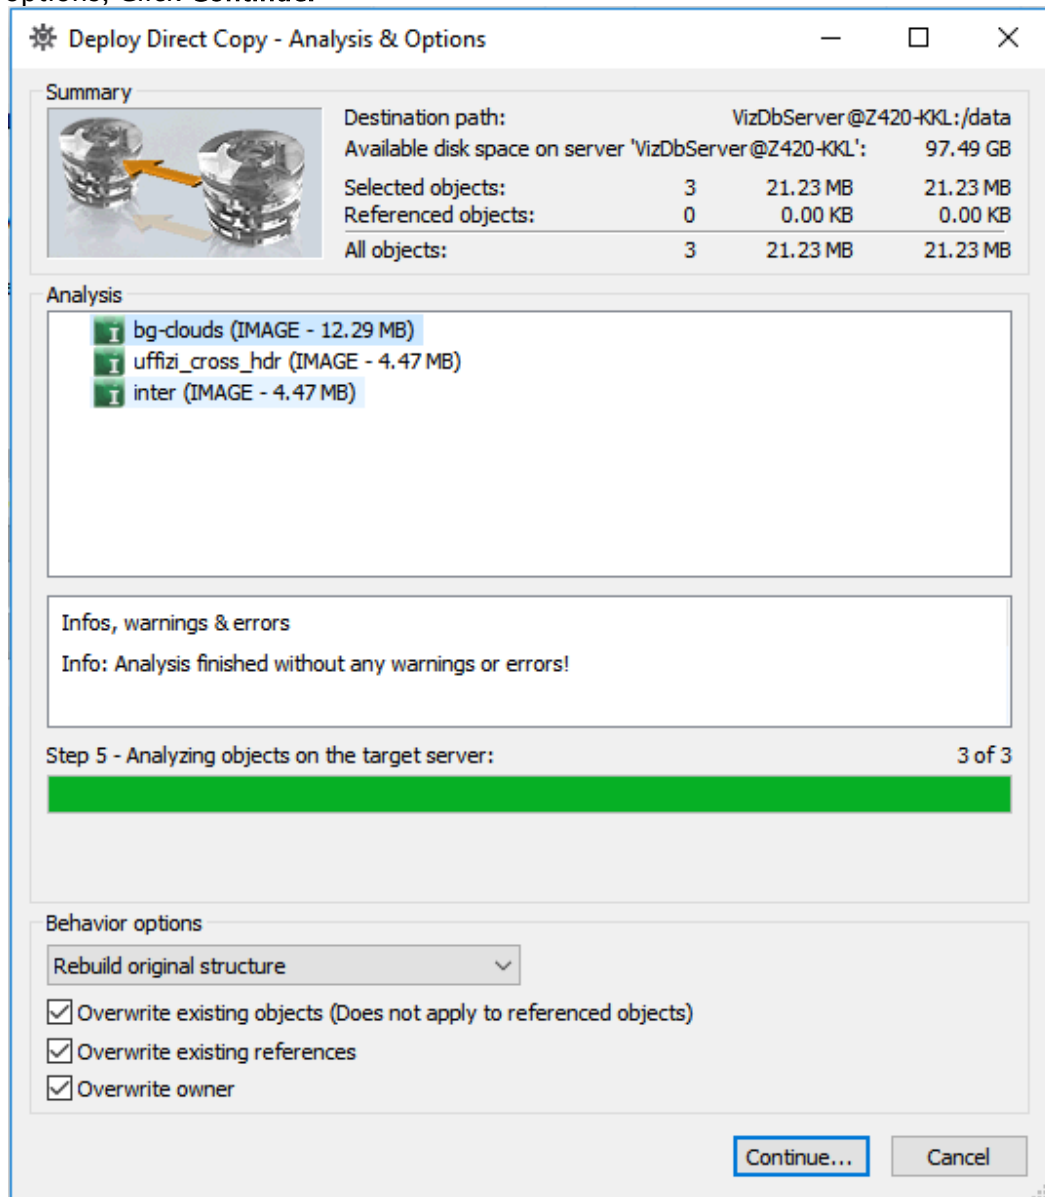 options, Click Continue.
Deploy Direct Copy - Analysis & Options
Summary
Destination path: VizDbServer@Z420-KKL:/data
Available disk space on server 'VizDbServer@Z420-KKL': 97.49 GB
Selected objects: 3 21.23 MB 21.23 MB
Referenced objects: 0 0.00 KB 0.00 KB
All objects: 3 21.23 MB 21.23 MB
Analysis
bg-clouds (IMAGE - 12.29 MB)
uffizi_cross_hdr (IMAGE - 4.47 MB)
inter (IMAGE - 4.47 MB)
Infos, warnings & errors
Info: Analysis finished without any warnings or errors!
Step 5 - Analyzing objects on the target server: 3 of 3
Behavior options
Rebuild original structure
Overwrite existing objects (Does not apply to referenced objects)
Overwrite existing references
Overwrite owner
Continue... Cancel